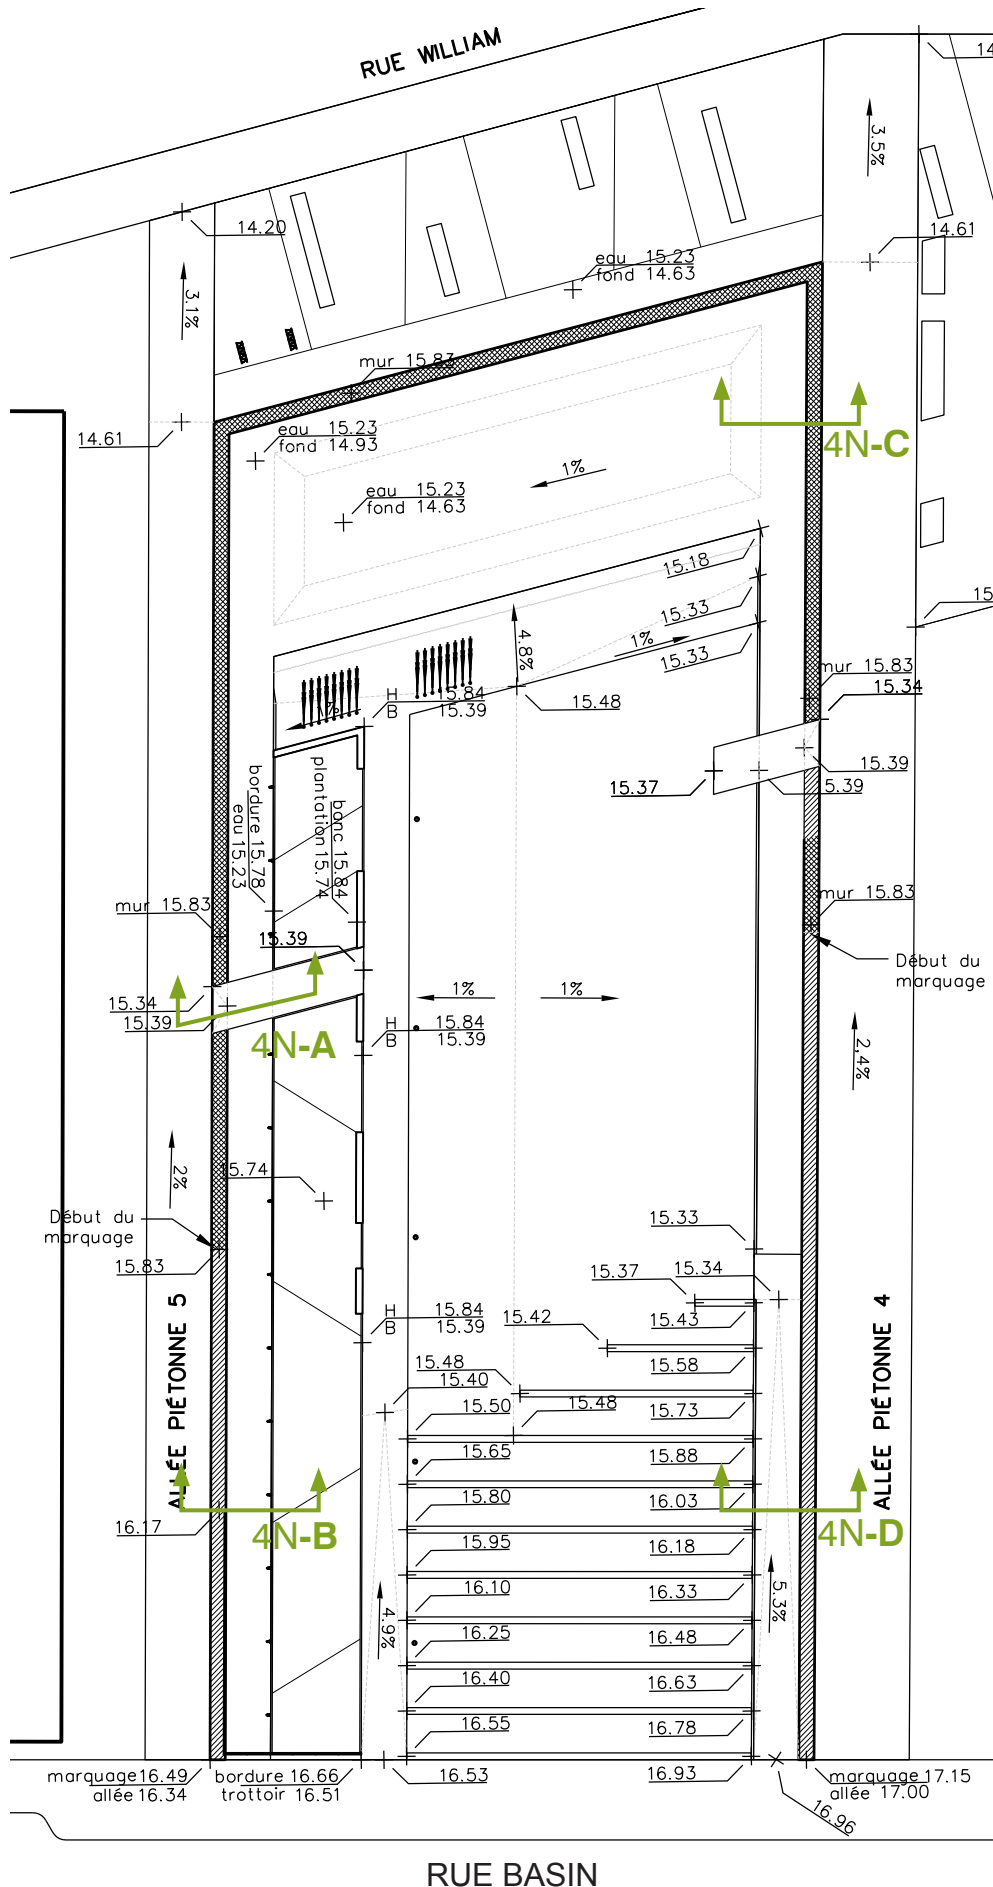 RUE WILLIAM
14
3.5%
14.20
14.61
eau 15.23
fond 14.63
3.1%
mur 15.83
14.61
eau 15.23
fond 14.93
4N-C
1%
eau 15.23
fond 14.63
15.18
15
15.33
4.8%
1%
15.33
mur 15.83
15.34
H 15.84
B 15.39
15.48
1%
15.39
15.37
5.39
bordure 15.78
eau 15.23
banc 15.84
plantation 15.74
mur 15.83
mur 15.83
15.39
Début du
marquage
1%
1%
15.34
15.39
H 15.84
B 15.39
4N-A
2,4%
2%
15.74
Début du
marquage
15.33
15.83
15.37
15.34
H 15.84
B 15.39
15.42
15.43
15.58
15.48
15.40
15.50
15.48
15.73
15.65
15.88
ALLÉE PIÉTONNE 5
ALLÉE PIÉTONNE 4
15.80
16.03
16.17
4N-B
4N-D
15.95
16.18
16.10
16.33
4.9%
5.3%
16.25
16.48
16.40
16.63
16.55
16.78
marquage 16.49
allée 16.34
bordure 16.66
trottoir 16.51
16.53
16.93
marquage 17.15
allée 17.00
16.96
RUE BASIN